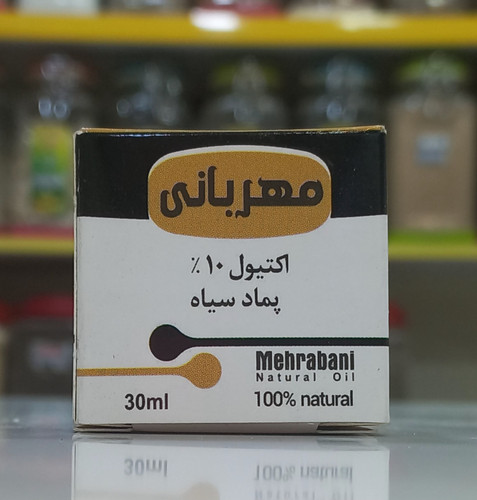 مهربانی
اکتیول ۱۰ ٪
پماد سیاه
Mehrabani
Natural Oil
30ml
100% natural